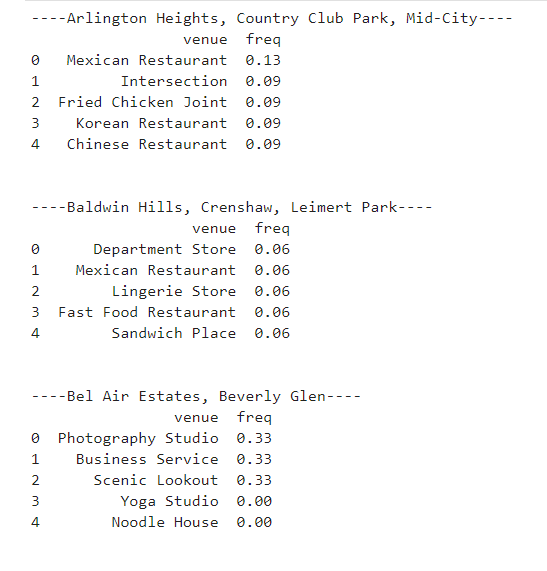 ----Arlington Heights, Country Club Park, Mid-City----
venue freq
0 Mexican Restaurant 0.13
1 Intersection 0.09
2 Fried Chicken Joint 0.09
3 Korean Restaurant 0.09
4 Chinese Restaurant 0.09
----Baldwin Hills, Crenshaw, Leimert Park----
venue freq
0 Department Store 0.06
1 Mexican Restaurant 0.06
2 Lingerie Store 0.06
3 Fast Food Restaurant 0.06
4 Sandwich Place 0.06
----Bel Air Estates, Beverly Glen----
venue freq
0 Photography Studio 0.33
1 Business Service 0.33
2 Scenic Lookout 0.33
3 Yoga Studio 0.00
4 Noodle House 0.00